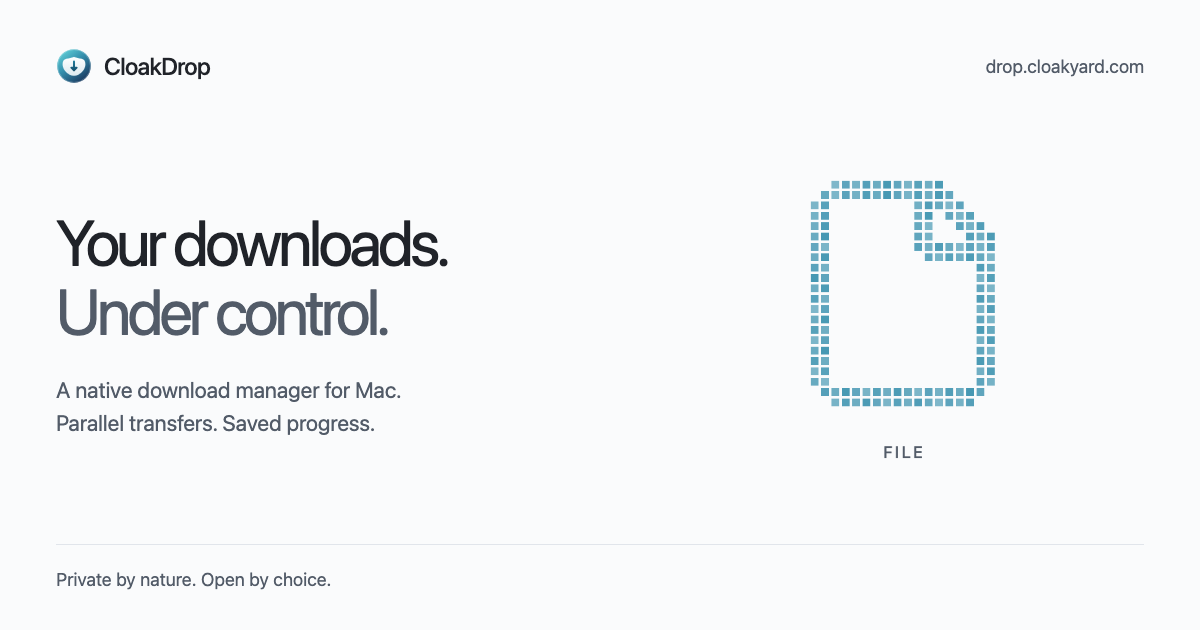 CloakDrop
drop.cloakyard.com
Your downloads.
Under control.
A native download manager for Mac.
Parallel transfers. Saved progress.
FILE
Private by nature. Open by choice.